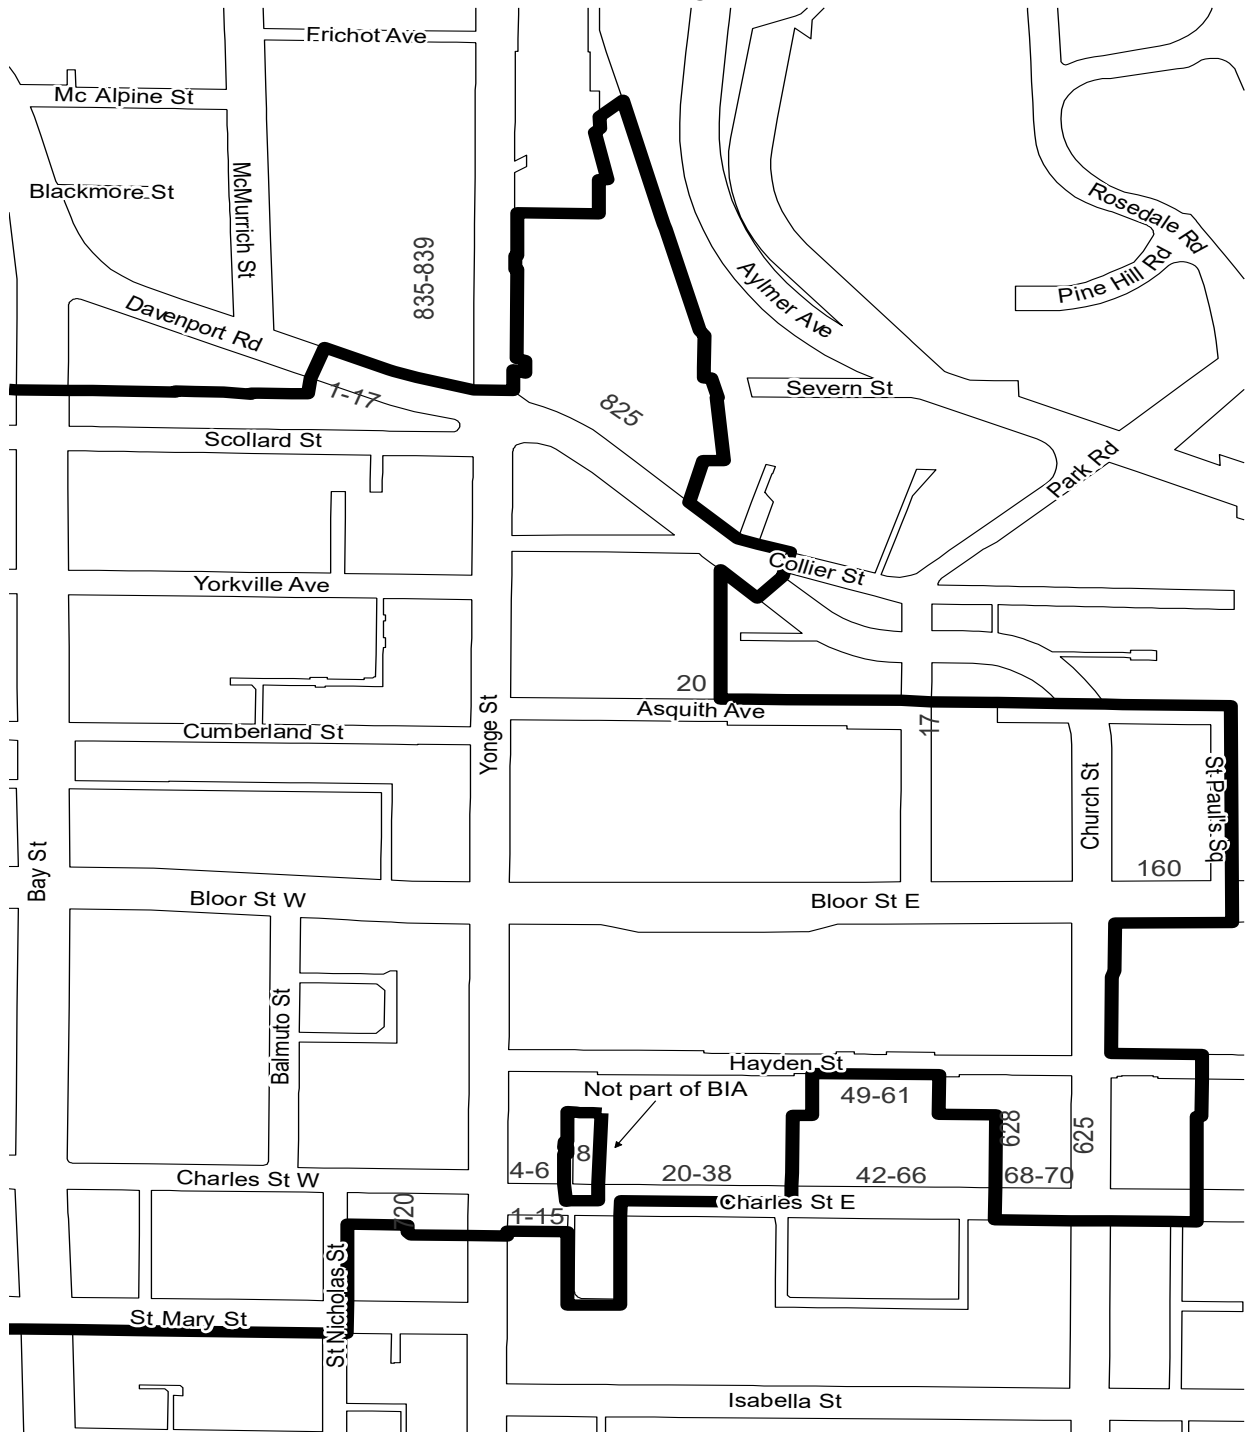 Frichot Ave
Mc Alpine St
Blackmore St
McMurrich St
Rosedale Rd
Pine Hill Rd
835-839
Aylmer Ave
Davenport Rd
1-17
825
Severn St
Scollard St
Park Rd
Yorkville Ave
Collier St
20
Asquith Ave
17
Cumberland St
Yonge St
Church St
St Paul's Sq
Bay St
160
Bloor St W
Bloor St E
Balmuto St
Hayden St
Not part of BIA
49-61
628
625
8
4-6
20-38
42-66
68-70
Charles St W
Charles St E
720
1-15
St Nicholas St
St Mary St
Isabella St